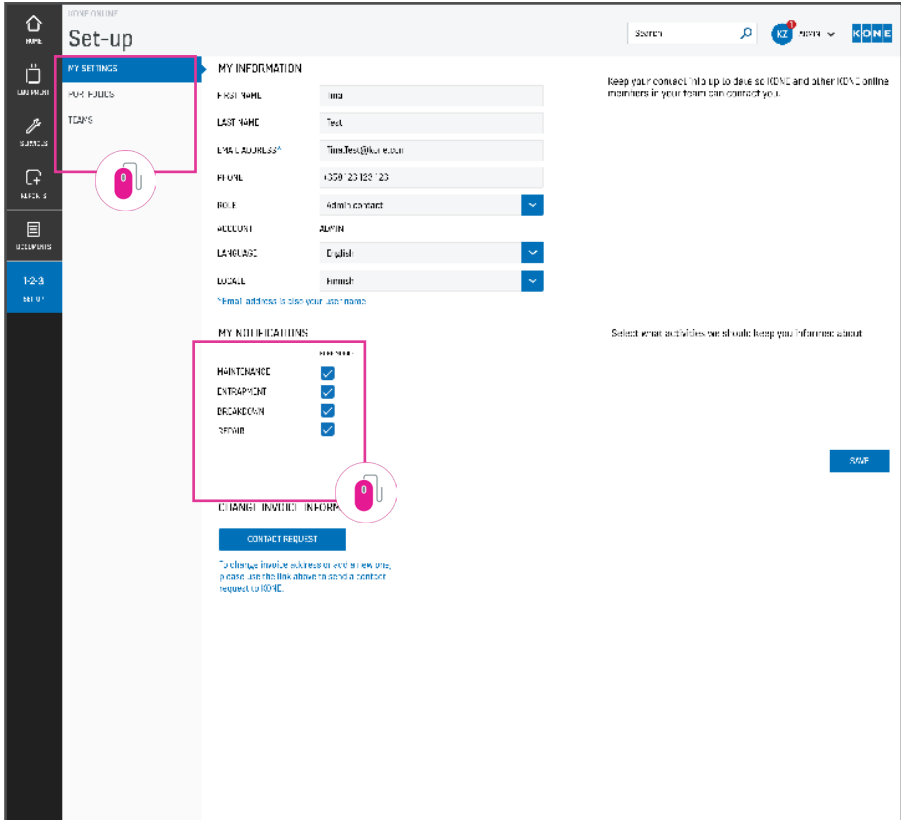 KONE ONLINE
Set-up
Search
KZ
ADMIN
KONE
HOME
EQUIPMENT
SERVICES
REPORTS
DOCUMENTS
1-2-3
SET-UP
MY SETTINGS
PORTFOLIOS
TEAMS
MY INFORMATION
FIRST NAME Tina
LAST NAME Test
EMAIL ADDRESS* Tina.Test@kone.com
PHONE
ROLE Admin contact
ACCOUNT ADMIN
LANGUAGE English
LOCALE Finnish
*Email address is also your user name
Keep your contact info up to date so KONE and other KONE online
members in your team can contact you.
MY NOTIFICATIONS
Select what activities we should keep you informed about
MAINTENANCE
ENTRAPMENT
BREAKDOWN
REPAIR
SAVE
CHANGE INVOICE INFORM
CONTACT REQUEST
To change invoice address or add a new one,
please use the link above to send a contact
request to KONE.